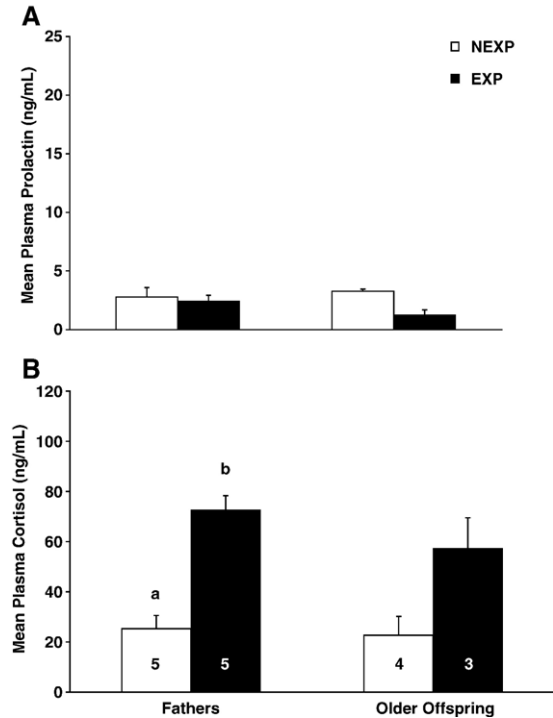 A
25
20
15
10
5
0
Mean Plasma Prolactin (ng/mL)
NEXP
EXP
B
120
100
80
60
40
20
0
Mean Plasma Cortisol (ng/mL)
a
b
5
5
4
3
Fathers
Older Offspring